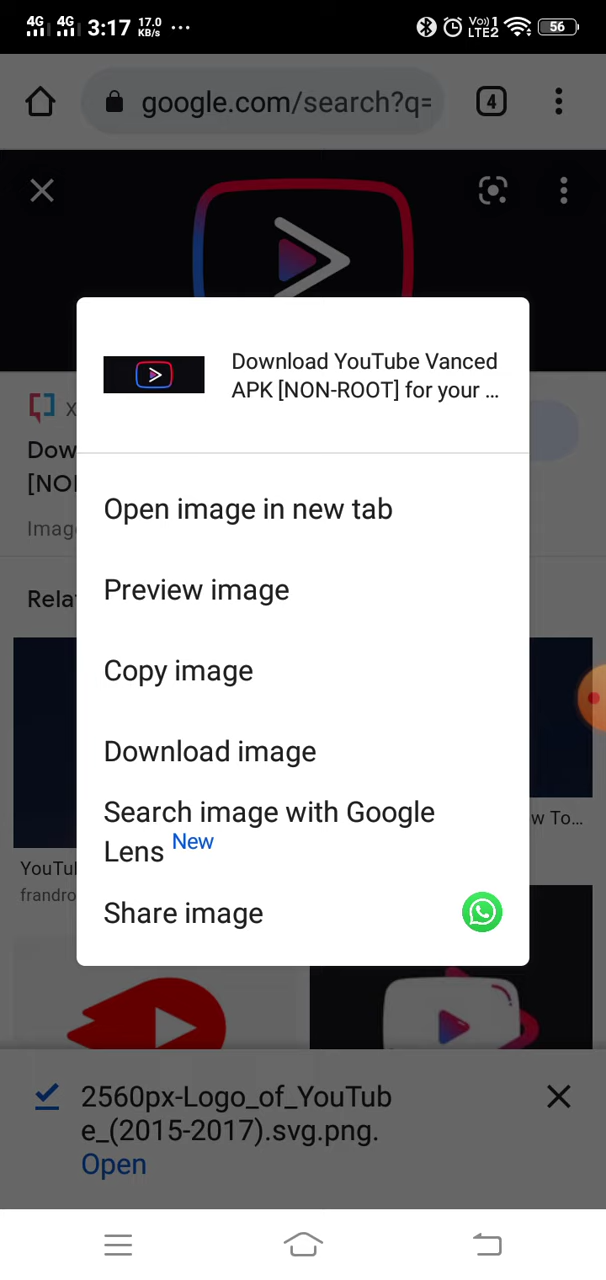 4G 4G 3:17 17.0 KB/s ... Vo)) 1 LTE2 56
google.com/search?q= 4
Download YouTube Vanced
APK [NON-ROOT] for your ...
X
Dow
[NO
Imag
Open image in new tab
Rela
Preview image
Copy image
Download image
Search image with Google
Lens New
w To...
YouTu
frandro
Share image
2560px-Logo_of_YouTub
e_(2015-2017).svg.png.
Open